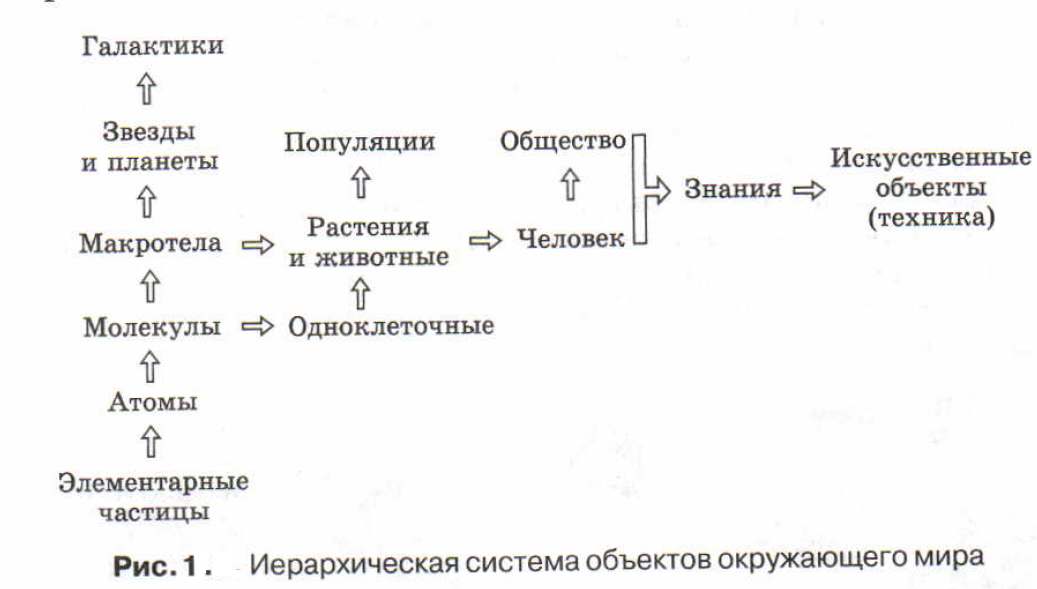 Галактики
Звезды
и планеты
Популяции
Общество
Искусственные
объекты
(техника)
Знания
Макротела
Растения
и животные
Человек
Молекулы
Одноклеточные
Атомы
Элементарные
частицы
Рис. 1. Иерархическая система объектов окружающего мира